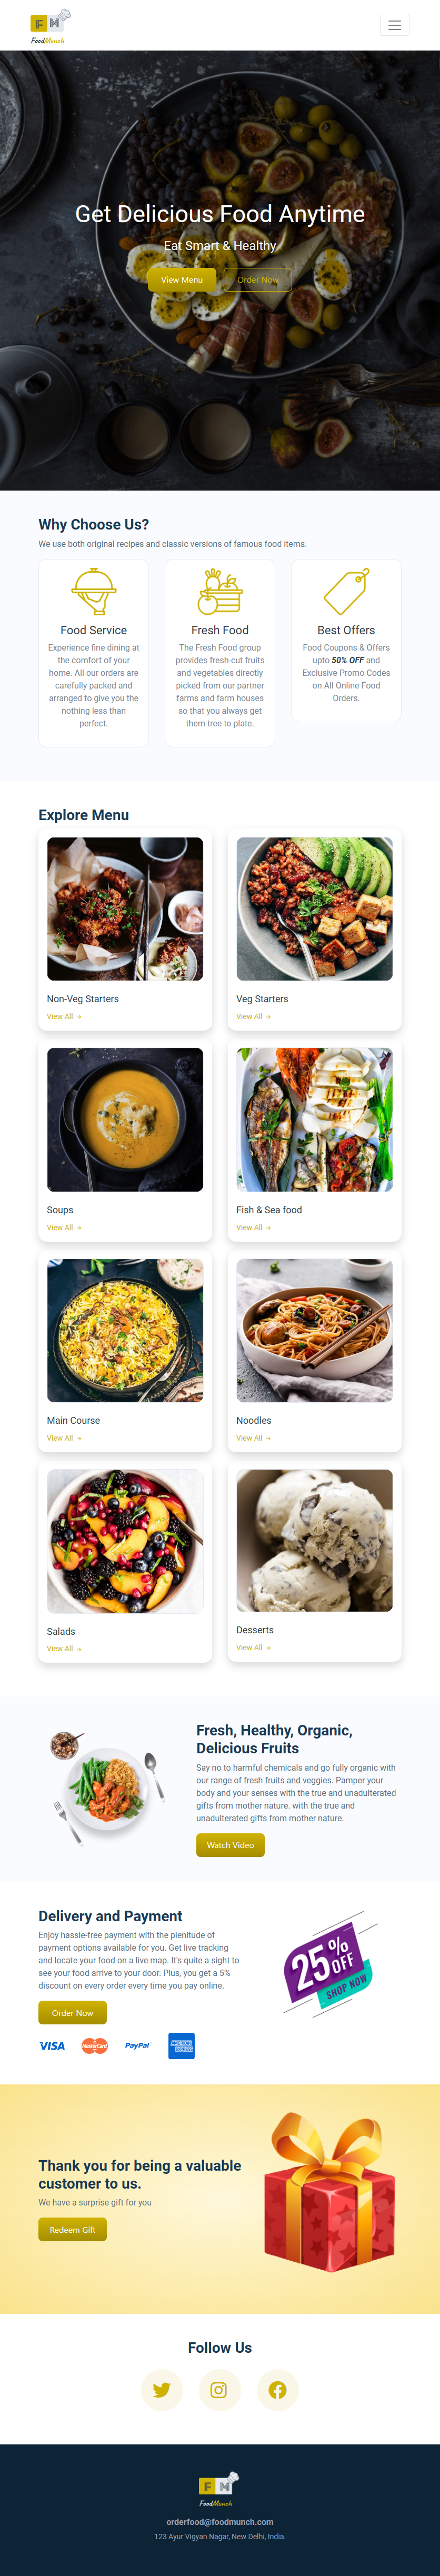 F M
FoodMunch
Get Delicious Food Anytime
Eat Smart & Healthy
View Menu
Order Now
Why Choose Us?
We use both original recipes and classic versions of famous food items.
Food Service
Experience fine dining at
the comfort of your
home. All our orders are
carefully packed and
arranged to give you the
nothing less than
perfect.
Fresh Food
The Fresh Food group
provides fresh-cut fruits
and vegetables directly
picked from our partner
farms and farm houses
so that you always get
them tree to plate.
Best Offers
Food Coupons & Offers
upto 50% OFF and
Exclusive Promo Codes
on All Online Food
Orders.
Explore Menu
Non-Veg Starters
View All →
Veg Starters
View All →
Soups
View All →
Fish & Sea food
View All →
Main Course
View All →
Noodles
View All →
Salads
View All →
Desserts
View All →
Fresh, Healthy, Organic,
Delicious Fruits
Say no to harmful chemicals and go fully organic with
our range of fresh fruits and veggies. Pamper your
body and your senses with the true and unadulterated
gifts from mother nature. with the true and
unadulterated gifts from mother nature.
Watch Video
Delivery and Payment
Enjoy hassle-free payment with the plenitude of
payment options available for you. Get live tracking
and locate your food on a live map. It's quite a sight to
see your food arrive to your door. Plus, you get a 5%
discount on every order every time you pay online.
Order Now
VISA
MasterCard
PayPal
AMERICAN EXPRESS
25% OFF
SHOP NOW
Thank you for being a valuable
customer to us.
We have a surprise gift for you
Redeem Gift
Follow Us
F M
FoodMunch
orderfood@foodmunch.com
123 Ayur Vigyan Nagar, New Delhi, India.